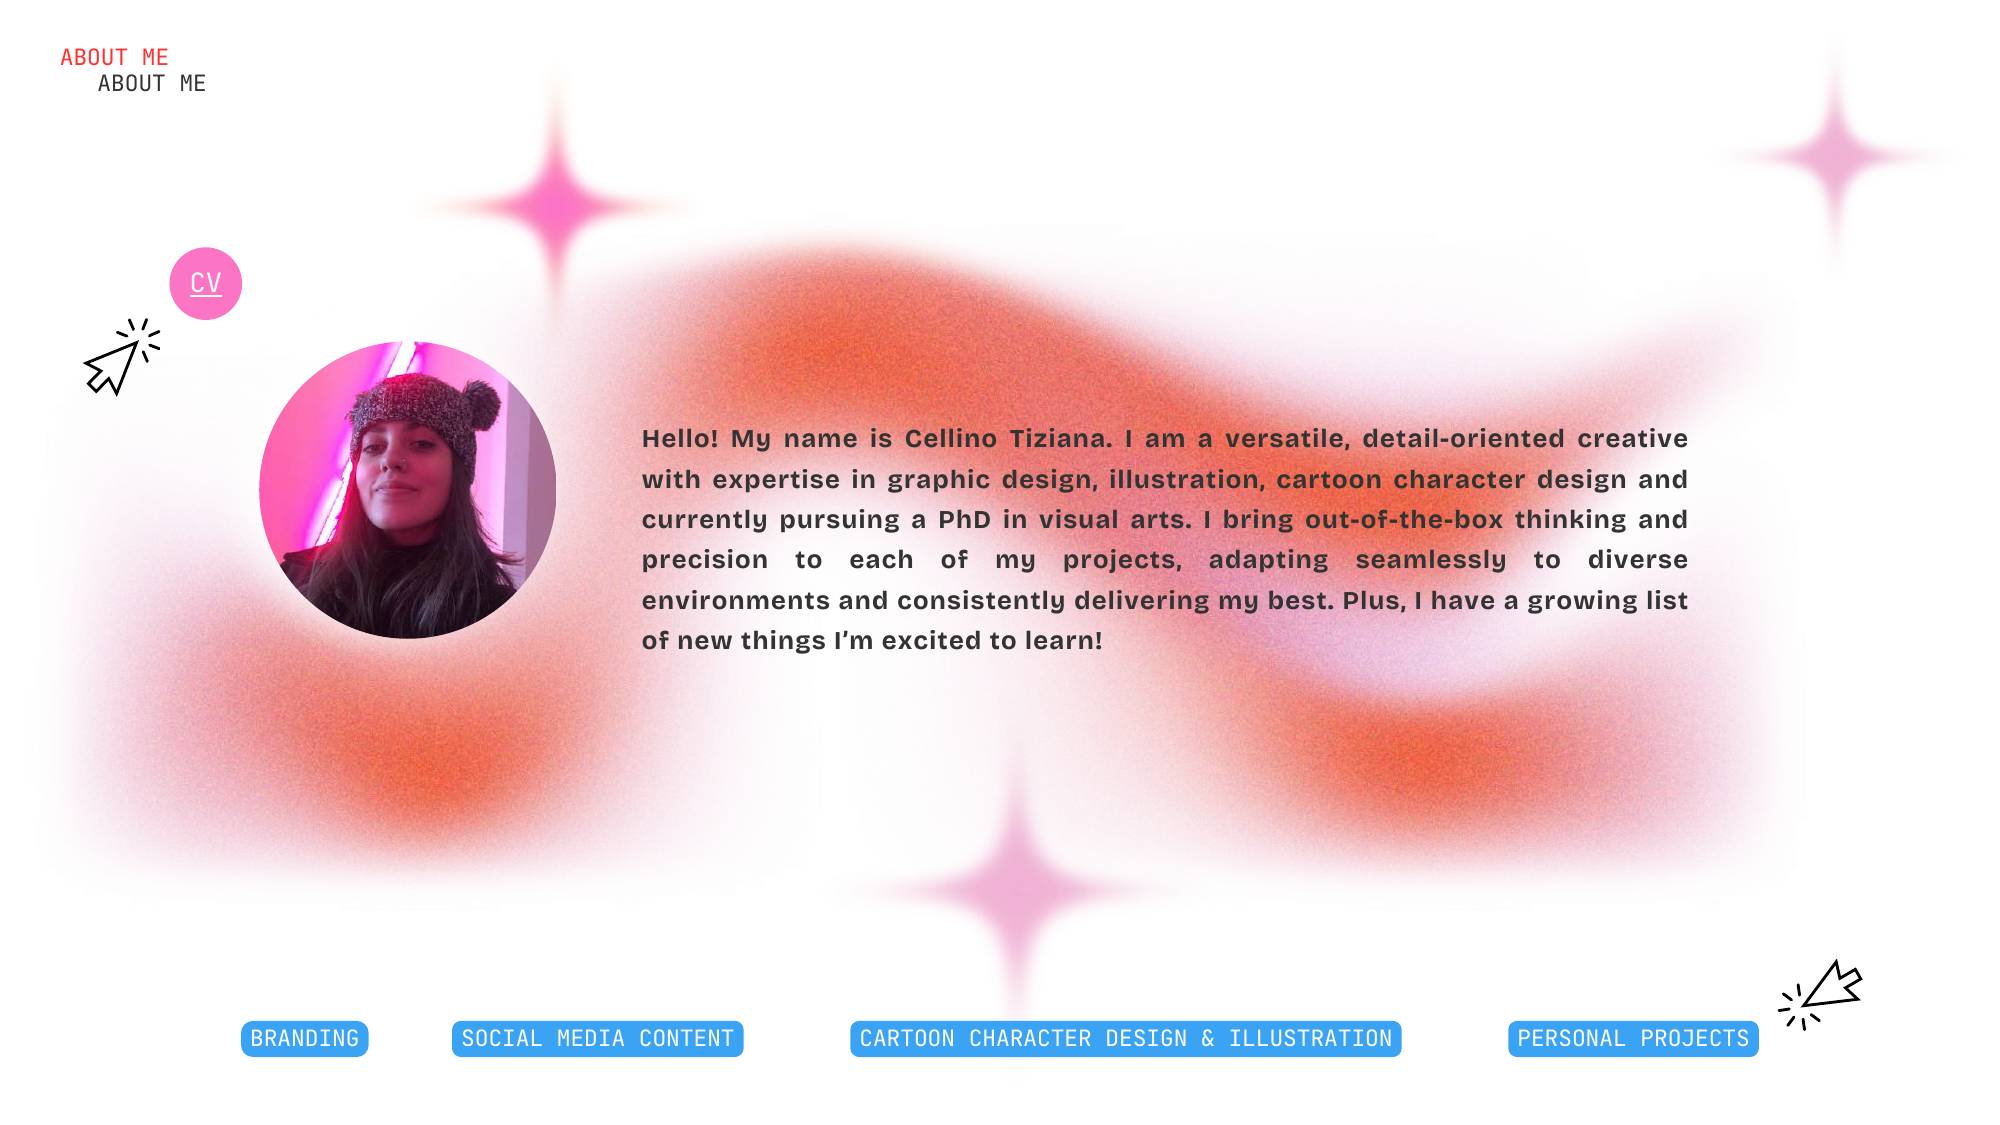 ABOUT ME
ABOUT ME
CV
Hello! My name is Cellino Tiziana. I am a versatile, detail-oriented creative
with expertise in graphic design, illustration, cartoon character design and
currently pursuing a PhD in visual arts. I bring out-of-the-box thinking and
precision to each of my projects, adapting seamlessly to diverse
environments and consistently delivering my best. Plus, I have a growing list
of new things I’m excited to learn!
BRANDING
SOCIAL MEDIA CONTENT
CARTOON CHARACTER DESIGN & ILLUSTRATION
PERSONAL PROJECTS